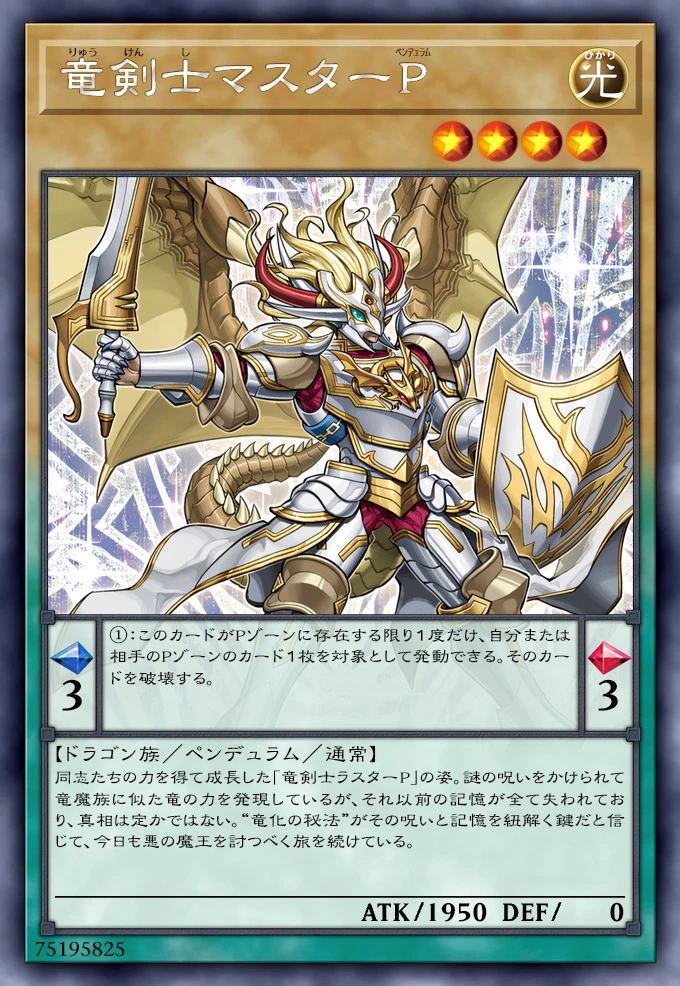 りゅう けん し ペンデュラム
竜剣士マスターP
ひかり
光
①：このカードがPゾーンに存在する限り1度だけ、自分または
相手のPゾーンのカード1枚を対象として発動できる。そのカー
ドを破壊する。
3
3
【ドラゴン族／ペンデュラム／通常】
同志たちの力を得て成長した「竜剣士ラスターP」の姿。謎の呪いをかけられて
竜魔族に似た竜の力を発現しているが、それ以前の記憶が全て失われてお
り、真相は定かではない。“竜化の秘法”がその呪いと記憶を紐解く鍵だと信
じて、今日も悪の魔王を討つべく旅を続けている。
ATK/1950 DEF/ 0
75195825